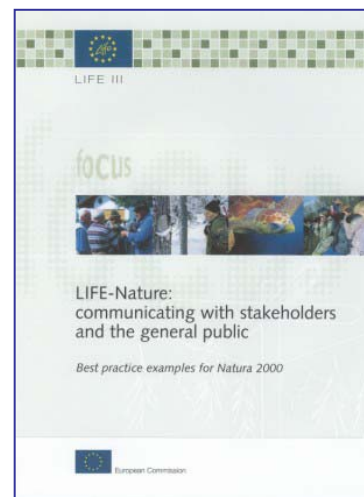 Life
LIFE III
focus
LIFE-Nature:
communicating with stakeholders
and the general public
Best practice examples for Natura 2000
European Commission